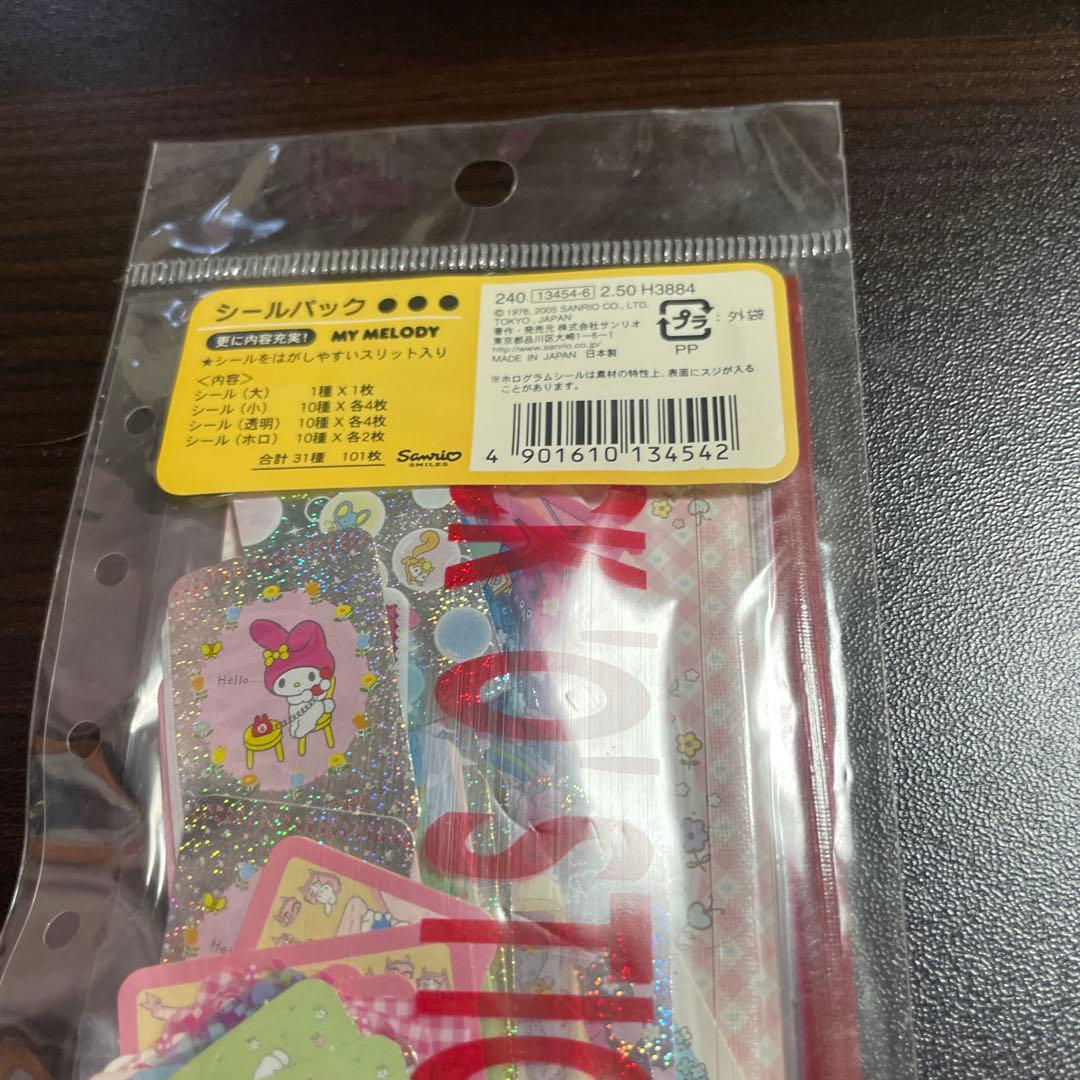 シールパック ●●●
更に内容充実! MY MELODY
★シールをはがしやすいスリット入り
<内容>
シール(大) 1種 X 1枚
シール(小) 10種 X 各4枚
シール(透明) 10種 X 各4枚
シール(ホロ) 10種 X 各2枚
合計 31種 101枚
Sanrio
SMILES
240. 13454-6 2.50 H3884
© 1976, 2005 SANRIO CO., LTD.
TOKYO, JAPAN
著作・発売元 株式会社サンリオ
東京都品川区大崎1-6-1
http://www.sanrio.co.jp/
MADE IN JAPAN 日本製
プラ : 外袋
PP
※ホログラムシールは素材の特性上、表面にスジが入る
ことがあります。
4 901610 134542
Hello...